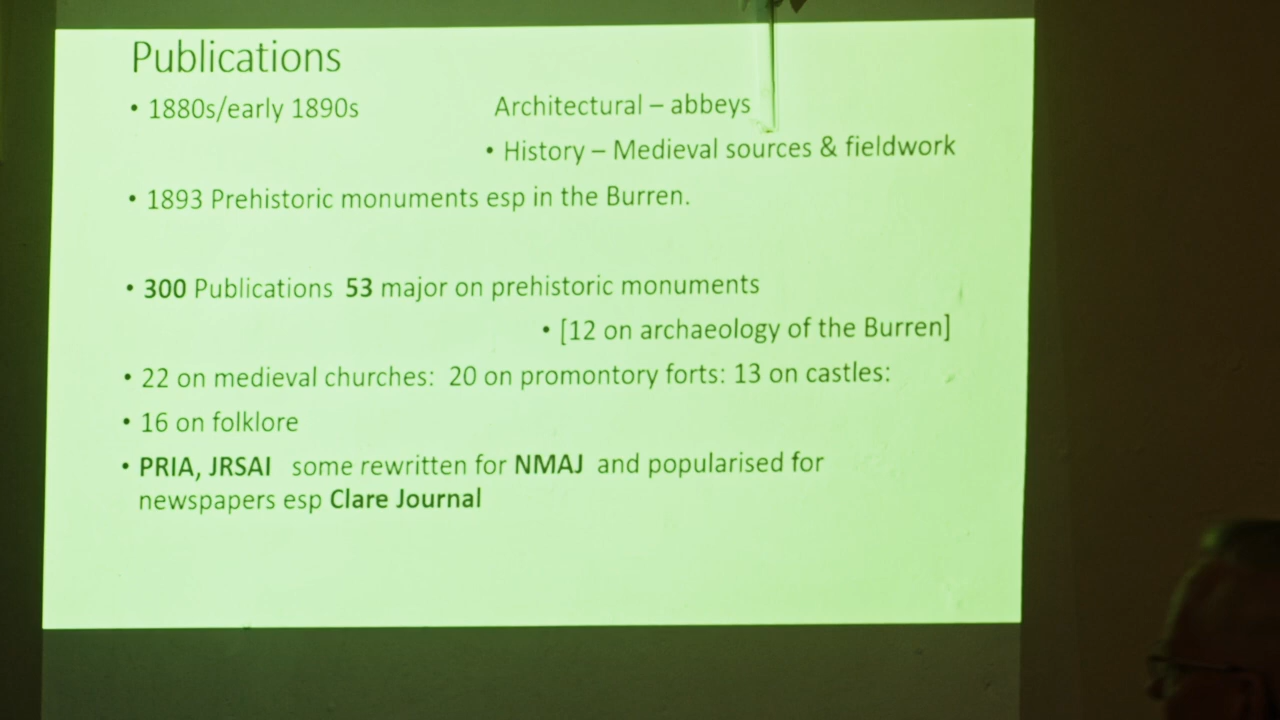 Publications
• 1880s/early 1890s Architectural – abbeys
• History – Medieval sources & fieldwork
• 1893 Prehistoric monuments esp in the Burren.
• 300 Publications 53 major on prehistoric monuments
• [12 on archaeology of the Burren]
• 22 on medieval churches: 20 on promontory forts: 13 on castles:
• 16 on folklore
• PRIA, JRSAI some rewritten for NMAJ and popularised for
newspapers esp Clare Journal